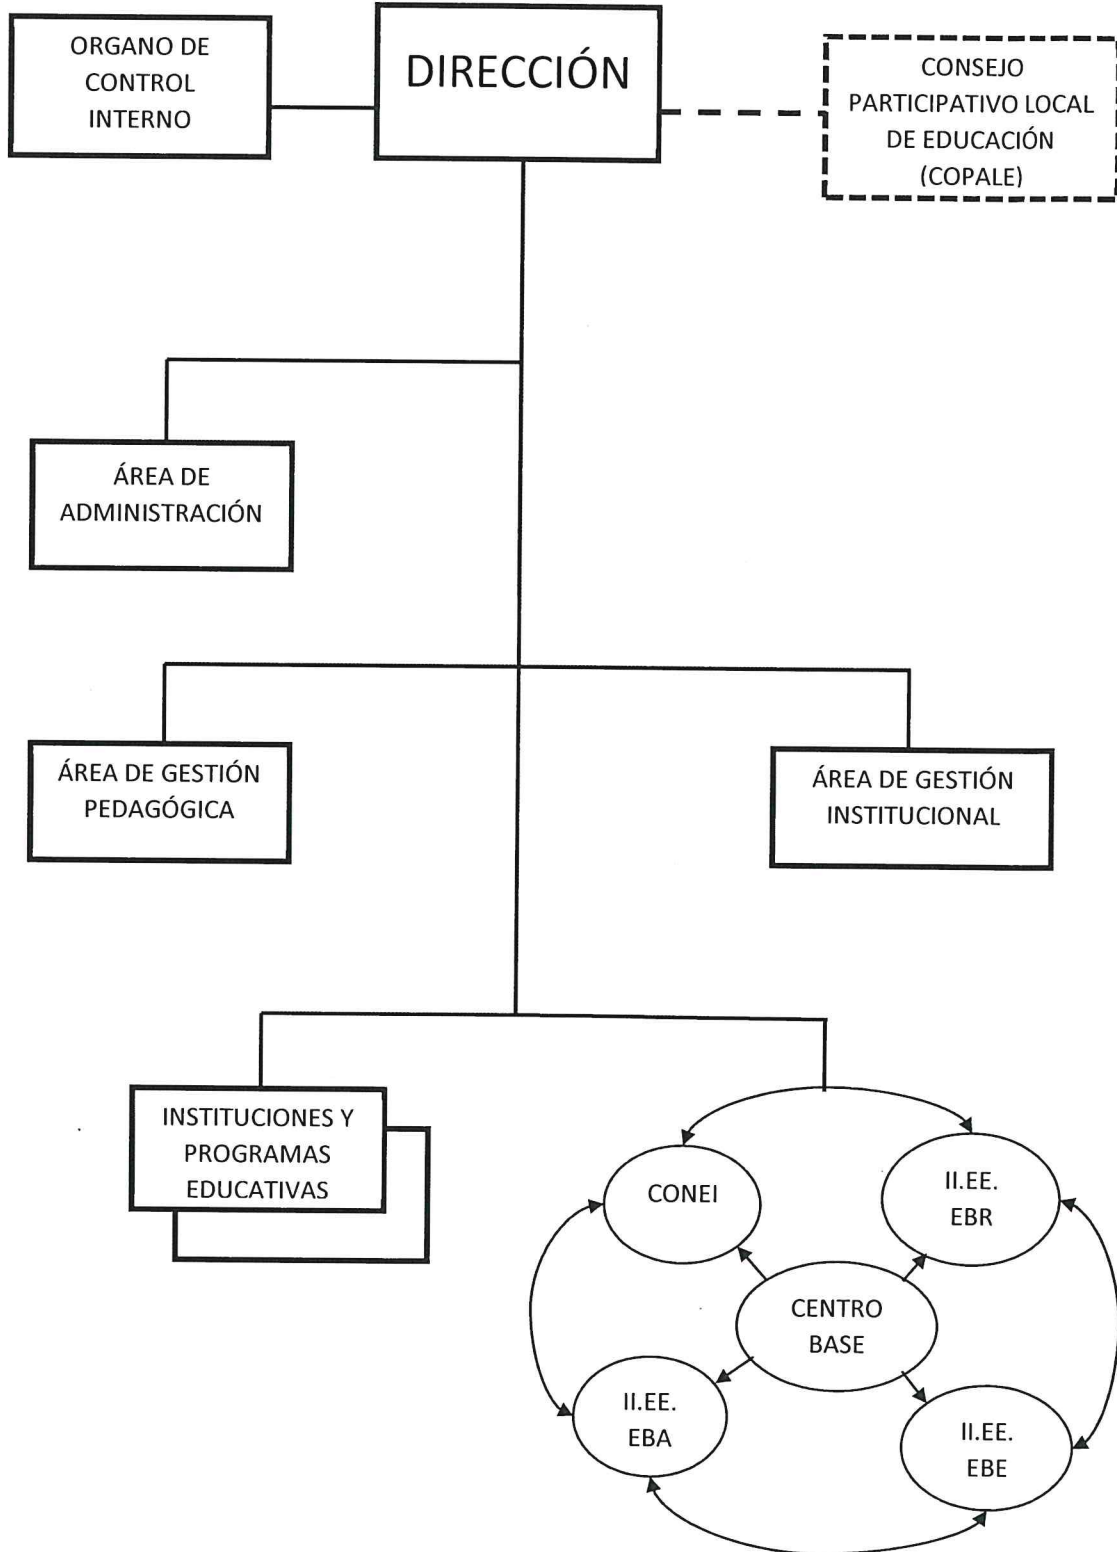 ORGANO DE
CONTROL
INTERNO
DIRECCIÓN
CONSEJO
PARTICIPATIVO LOCAL
DE EDUCACIÓN
(COPALE)
ÁREA DE
ADMINISTRACIÓN
ÁREA DE GESTIÓN
PEDAGÓGICA
ÁREA DE GESTIÓN
INSTITUCIONAL
INSTITUCIONES Y
PROGRAMAS
EDUCATIVAS
CONEI
II.EE.
EBR
CENTRO
BASE
II.EE.
EBA
II.EE.
EBE